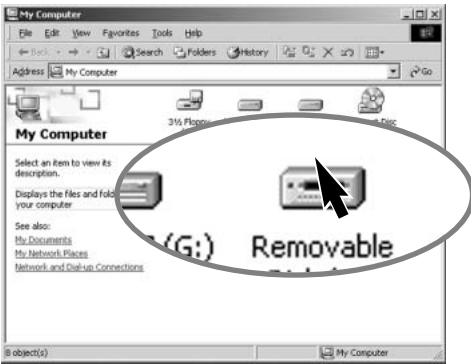 My Computer
File Edit View Favorites Tools Help
Back Search Folders History
Address My Computer Go
My Computer
3½ Floppy
Disc
Select an item to view its
description.
Displays the files and fold
your computer
See also:
My Documents
My Network Places
Network and Dial-up Connections
(G:)
Removable
8 object(s)
My Computer